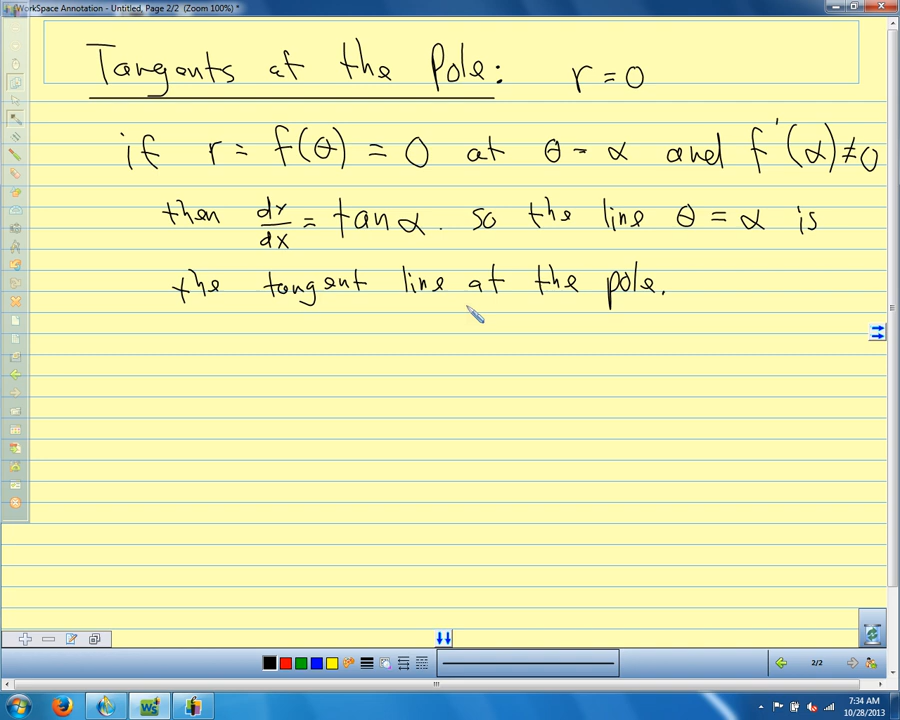 WorkSpace Annotation - Untitled, Page 2/2 (Zoom 100%) *
Tangents at the Pole: r = 0
if r = f(θ) = 0 at θ = α and f'(α) ≠ 0
then dy/dx = tan α. so the line θ = α is
the tangent line at the pole.
2/2
7:34 AM
10/28/2013